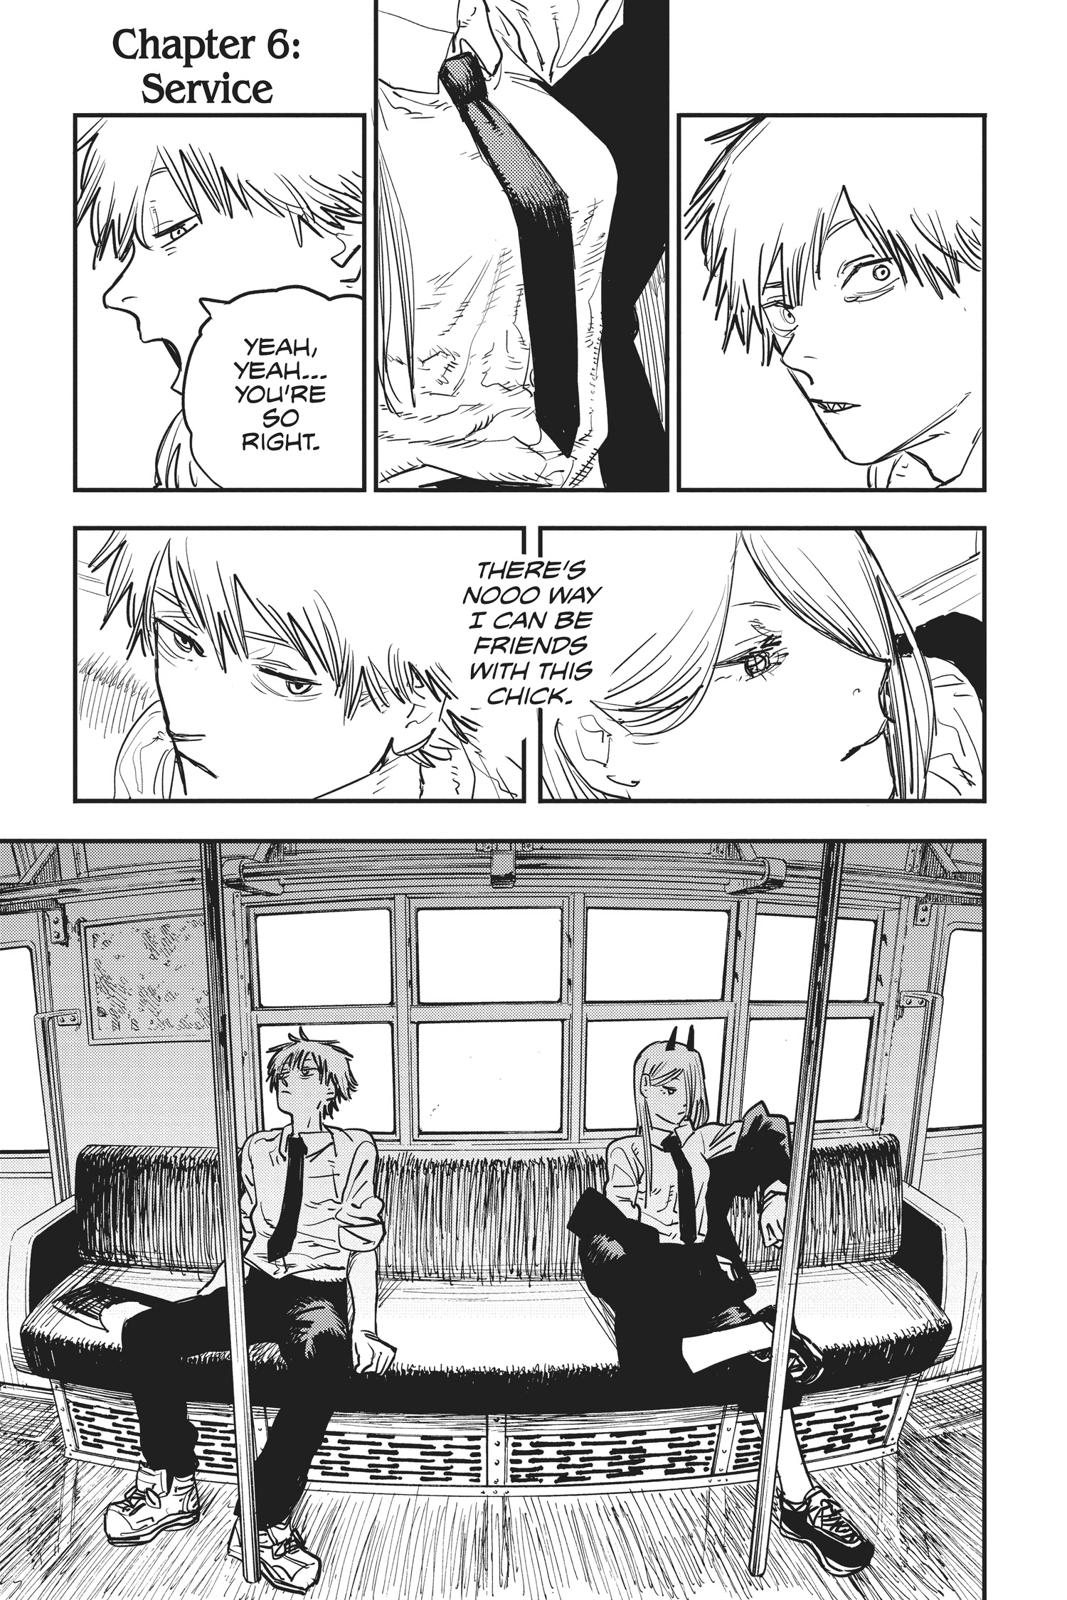 Chapter 6:
Service
YEAH,
YEAH...
YOU'RE
SO
RIGHT.
THERE'S
NOOO WAY
I CAN BE
FRIENDS
WITH THIS
CHICK.